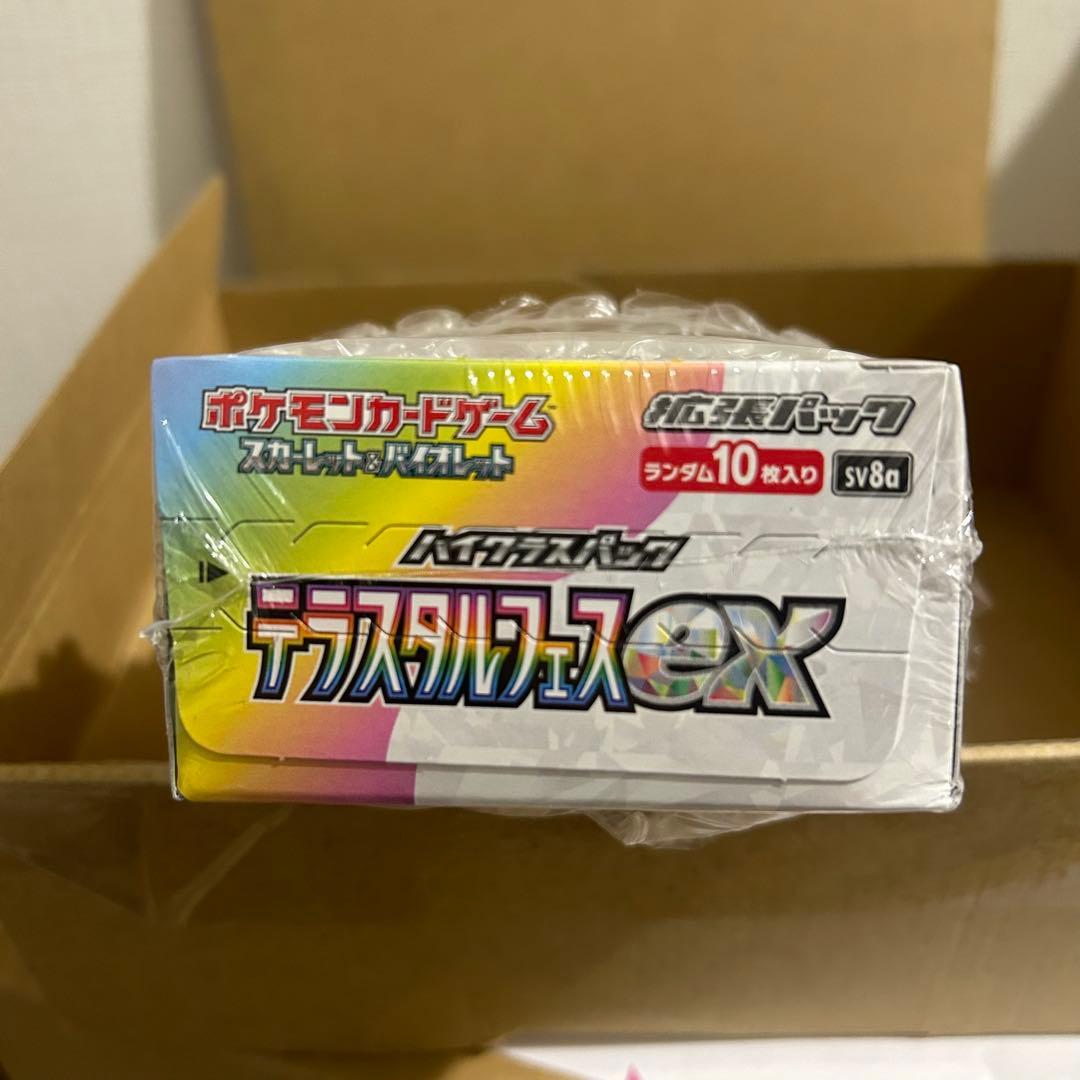 ポケモンカードゲーム™
スカーレット&バイオレット
拡張パック
ランダム10枚入り
sv8a
ハイクラスパック
テラスタルフェスex